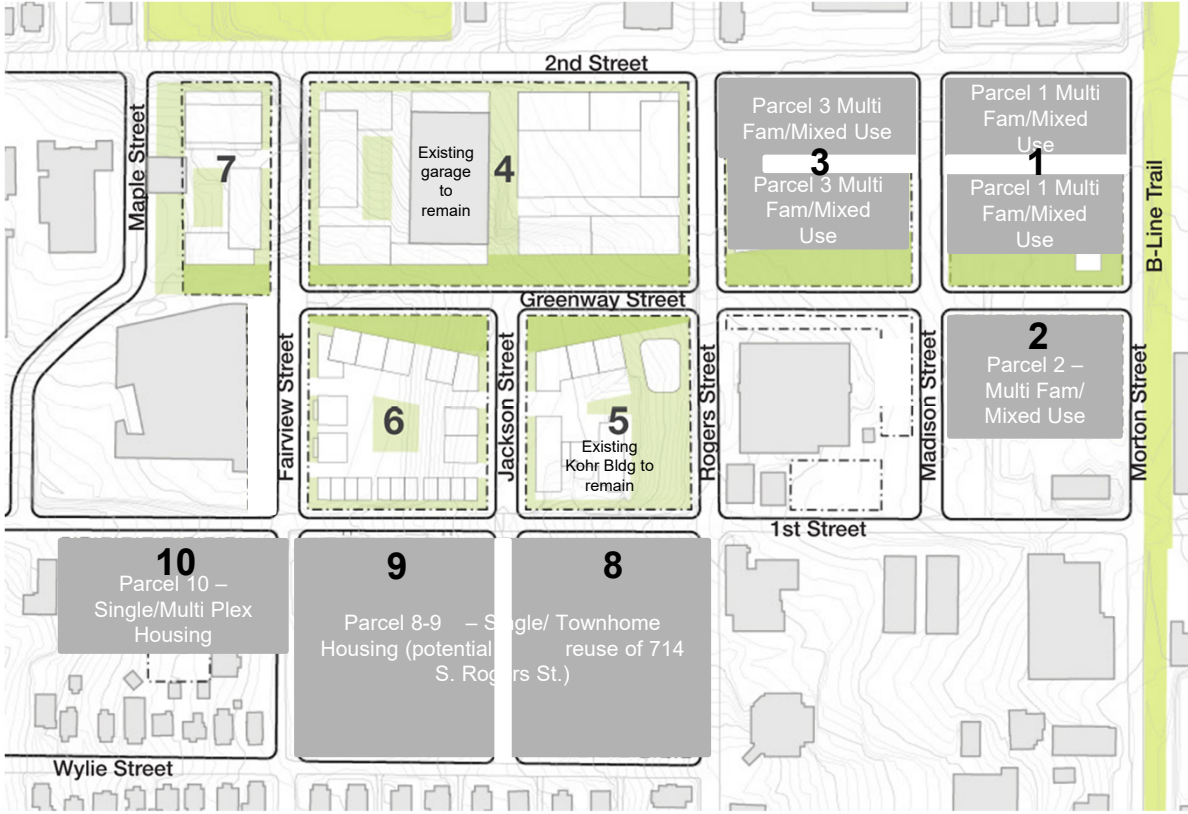 2nd Street
Maple Street
7
Existing
garage
to
remain
4
Parcel 3 Multi
Fam/Mixed Use
3
Parcel 3 Multi
Fam/Mixed
Use
Parcel 1 Multi
Fam/Mixed
Use
1
Parcel 1 Multi
Fam/Mixed
Use
B-Line Trail
Greenway Street
Fairview Street
6
Jackson Street
5
Existing
Kohr Bldg to
remain
Rogers Street
Madison Street
2
Parcel 2 –
Multi Fam/
Mixed Use
Morton Street
1st Street
10
Parcel 10 –
Single/Multi Plex
Housing
9
8
Parcel 8-9 – Single/ Townhome
Housing (potential reuse of 714
S. Rogers St.)
Wylie Street